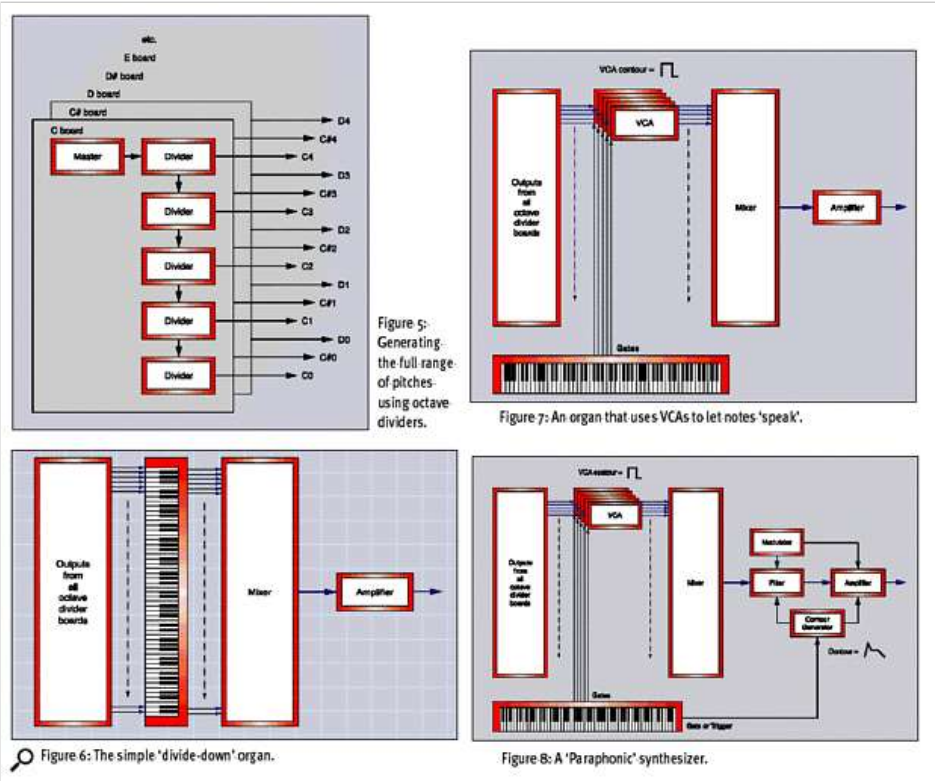 etc.
E board
D# board
D board
C# board
C board
Master
Divider
Divider
Divider
Divider
Divider
D4
C#4
C4
D3
C#3
C3
D2
C#2
C2
D1
C#1
C1
D0
C#0
C0
Figure 5:
Generating
the full range
of pitches
using octave
dividers.
VCA contour =
VCA
Outputs
from
all
octave
divider
boards
Mixer
Amplifier
Gates
Figure 7: An organ that uses VCAs to let notes 'speak'.
Outputs
from
all
octave
divider
boards
Mixer
Amplifier
Figure 6: The simple 'divide-down' organ.
VCA contour =
VCA
Outputs
from
all
octave
divider
boards
Mixer
Modulator
Filter
Amplifier
Contour
Generator
Contour =
Gates
Gate or Trigger
Figure 8: A 'Paraphonic' synthesizer.